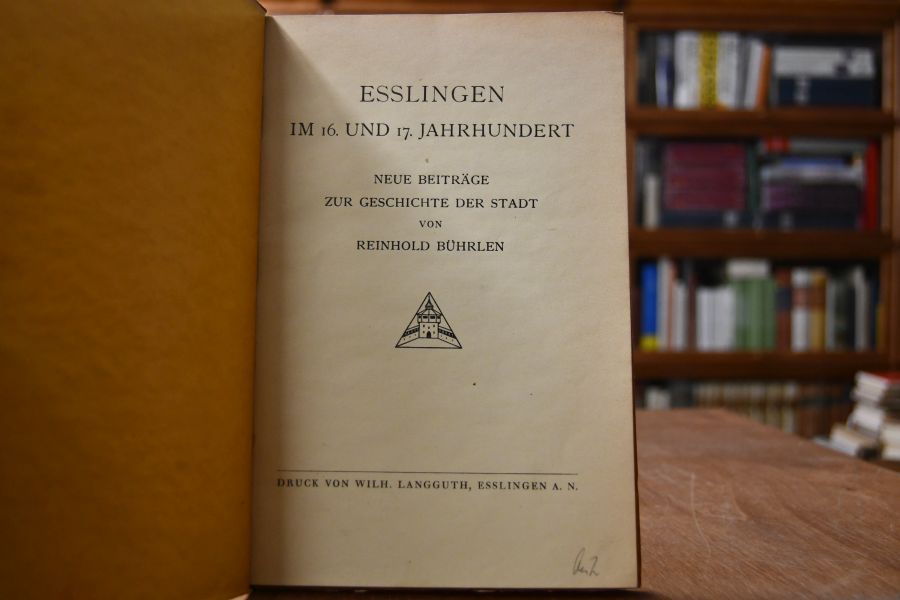 ESSLINGEN
IM 16. UND 17. JAHRHUNDERT
NEUE BEITRÄGE
ZUR GESCHICHTE DER STADT
VON
REINHOLD BÜHRLEN
DRUCK VON WILH. LANGGUTH, ESSLINGEN A. N.